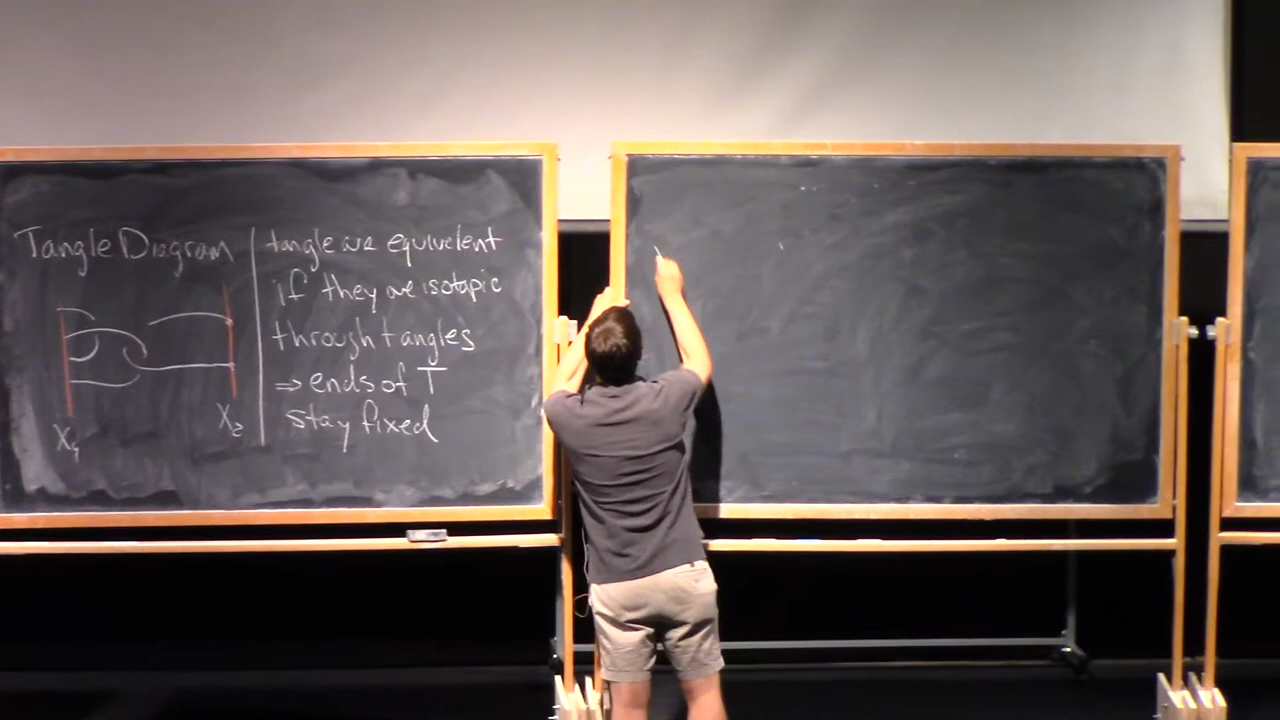 Tangle Diagram
X₁
X₂
tangle are equivalent
if they are isotopic
through tangles
⇒ ends of T
stay fixed